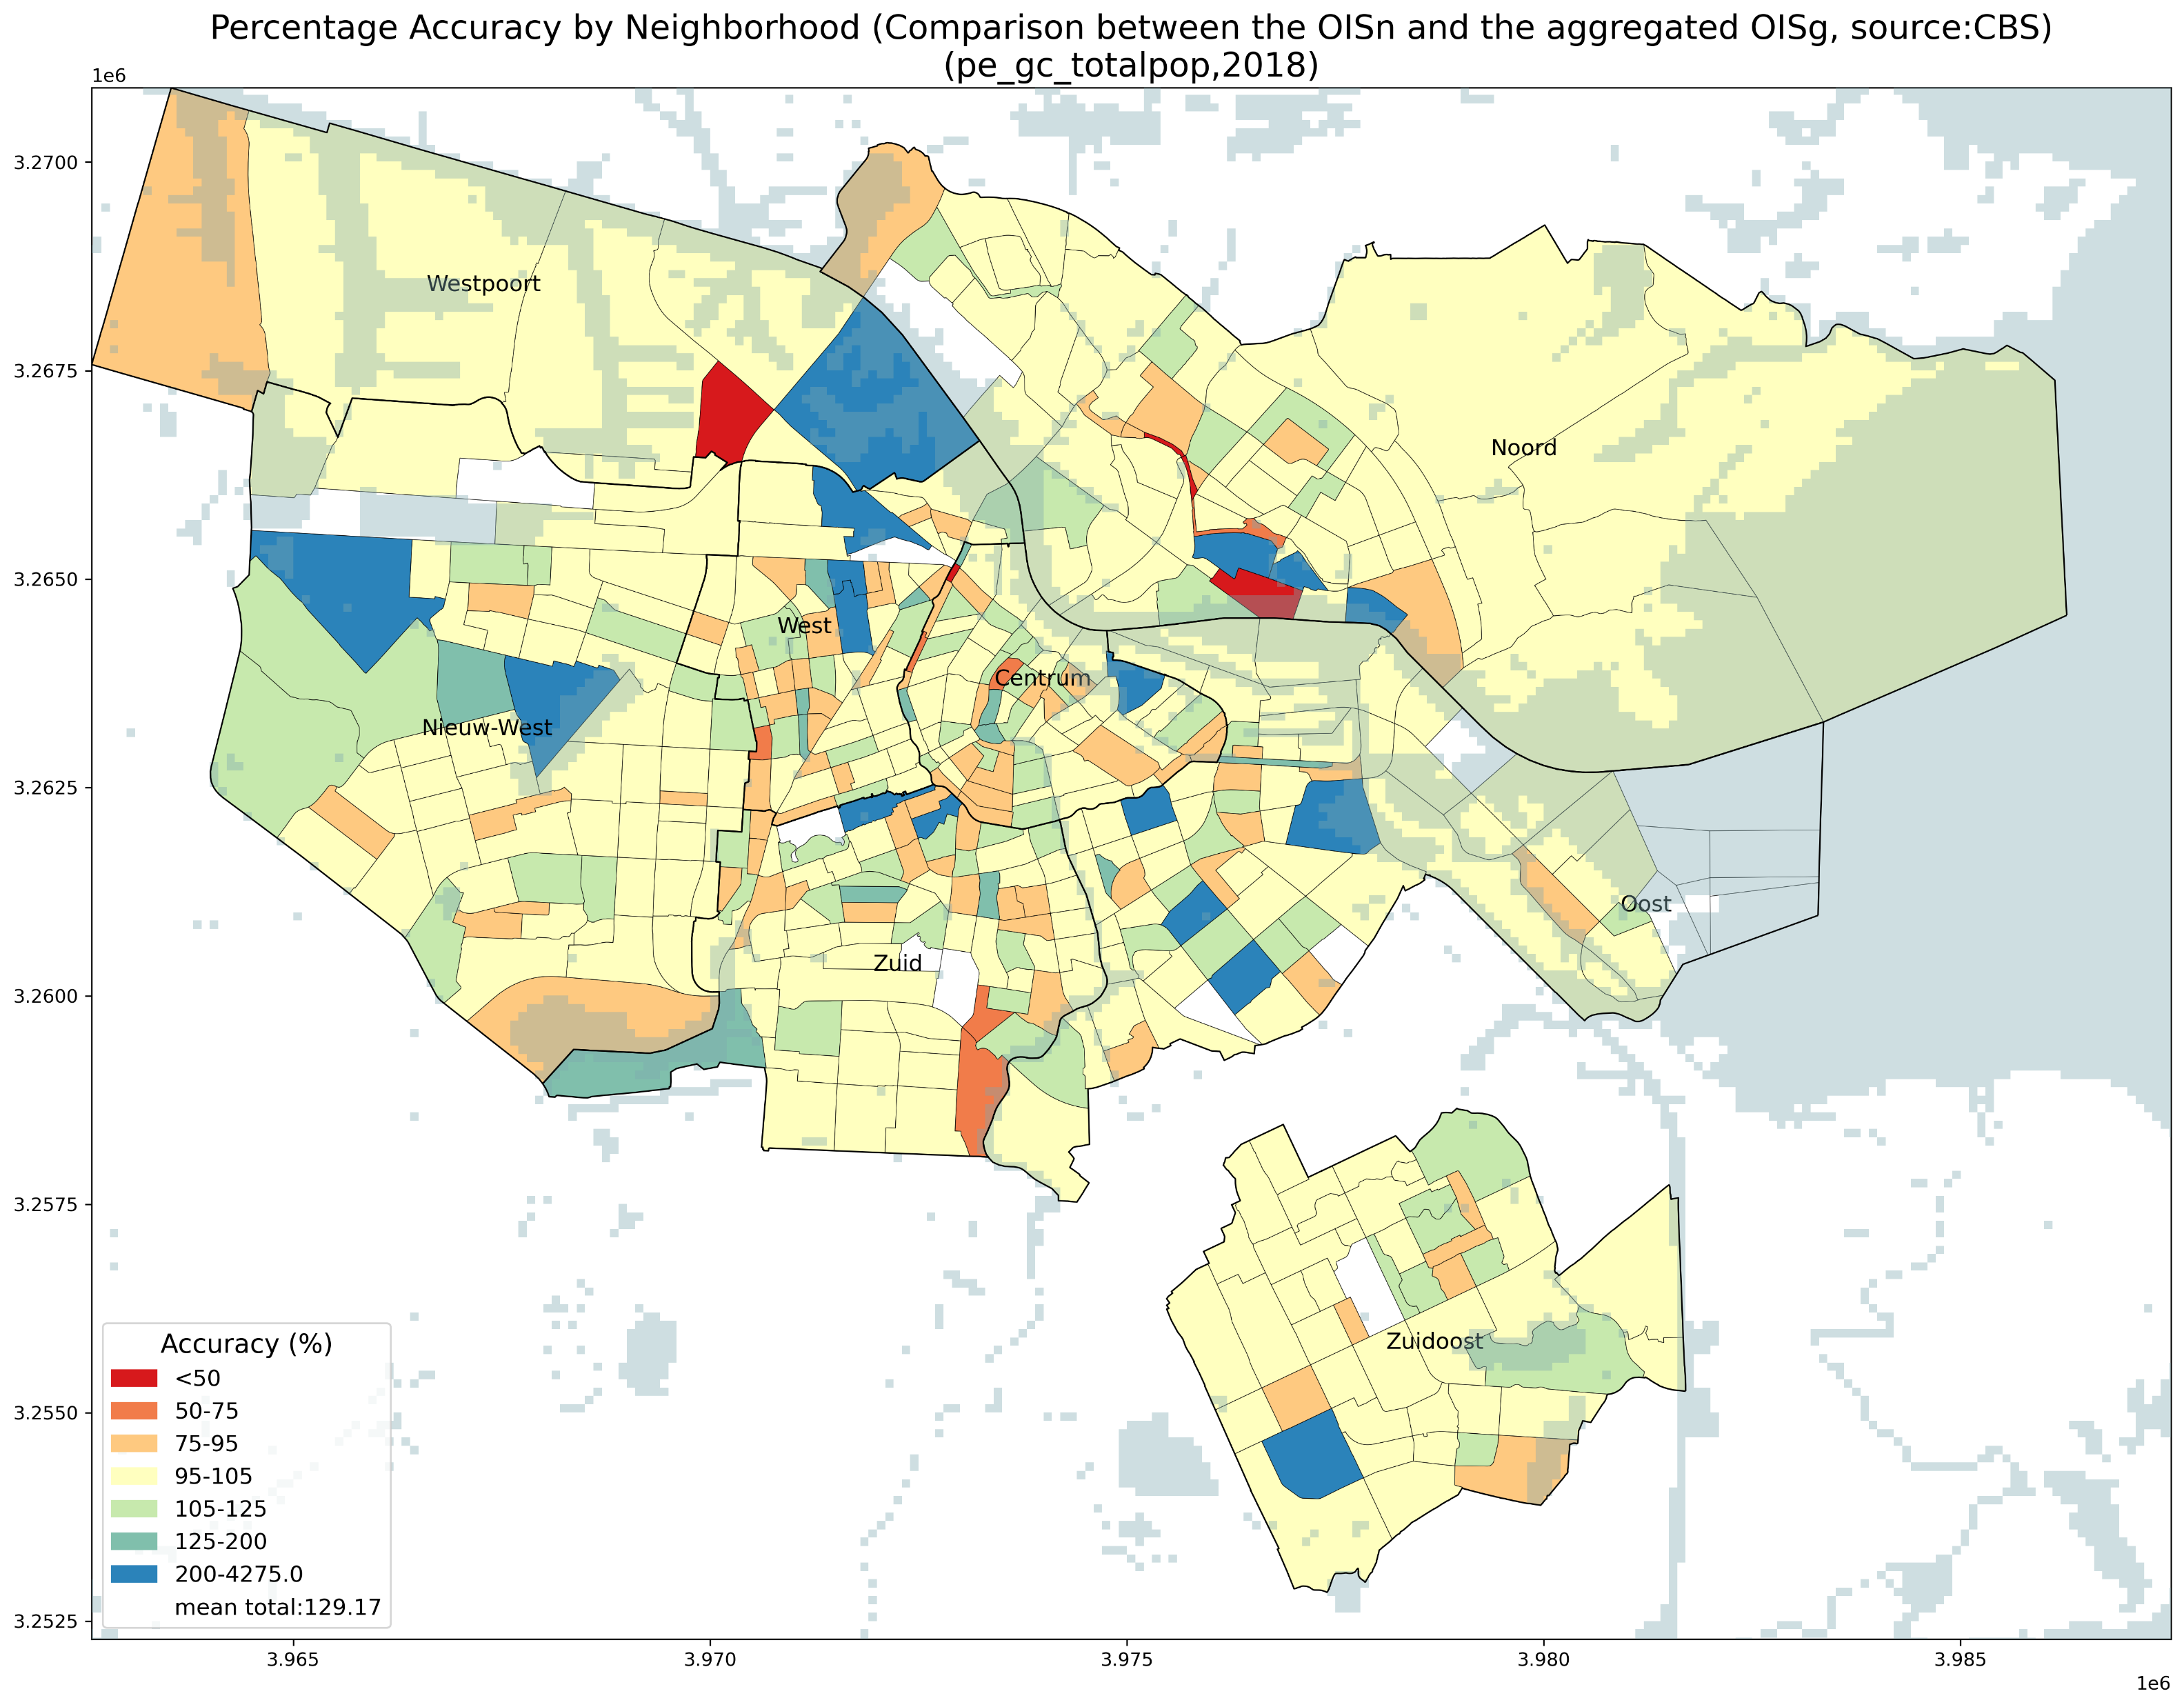 Percentage Accuracy by Neighborhood (Comparison between the OISn and the aggregated OISg, source:CBS)
(pe_gc_totalpop,2018)
1e6
3.2700
3.2675
3.2650
3.2625
3.2600
3.2575
3.2550
3.2525
Westpoort
Noord
West
Centrum
Nieuw-West
Oost
Zuid
Zuidoost
Accuracy (%)
<50
50-75
75-95
95-105
105-125
125-200
200-4275.0
mean total:129.17
3.965
3.970
3.975
3.980
3.985
1e6